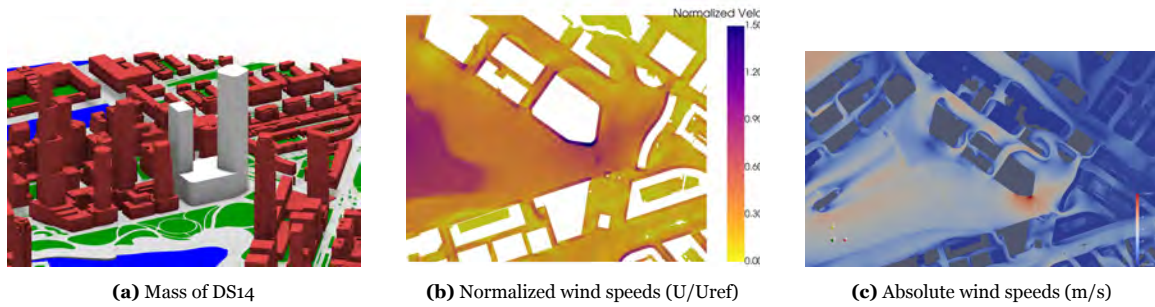 Normalized Velo
1.50
1.20
0.90
0.60
0.30
0.00
(a) Mass of DS14
(b) Normalized wind speeds (U/Uref)
(c) Absolute wind speeds (m/s)